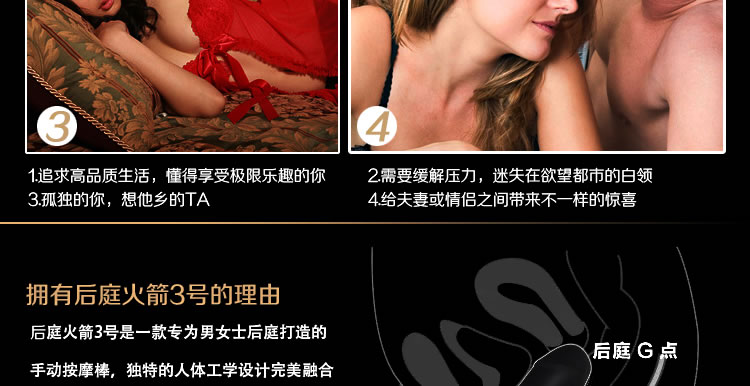 3
4
1.追求高品质生活，懂得享受极限乐趣的你
2.需要缓解压力，迷失在欲望都市的白领
3.孤独的你，想他乡的TA
4.给夫妻或情侣之间带来不一样的惊喜
拥有后庭火箭3号的理由
后庭火箭3号是一款专为男女士后庭打造的
手动按摩棒，独特的人体工学设计完美融合
后庭 G 点